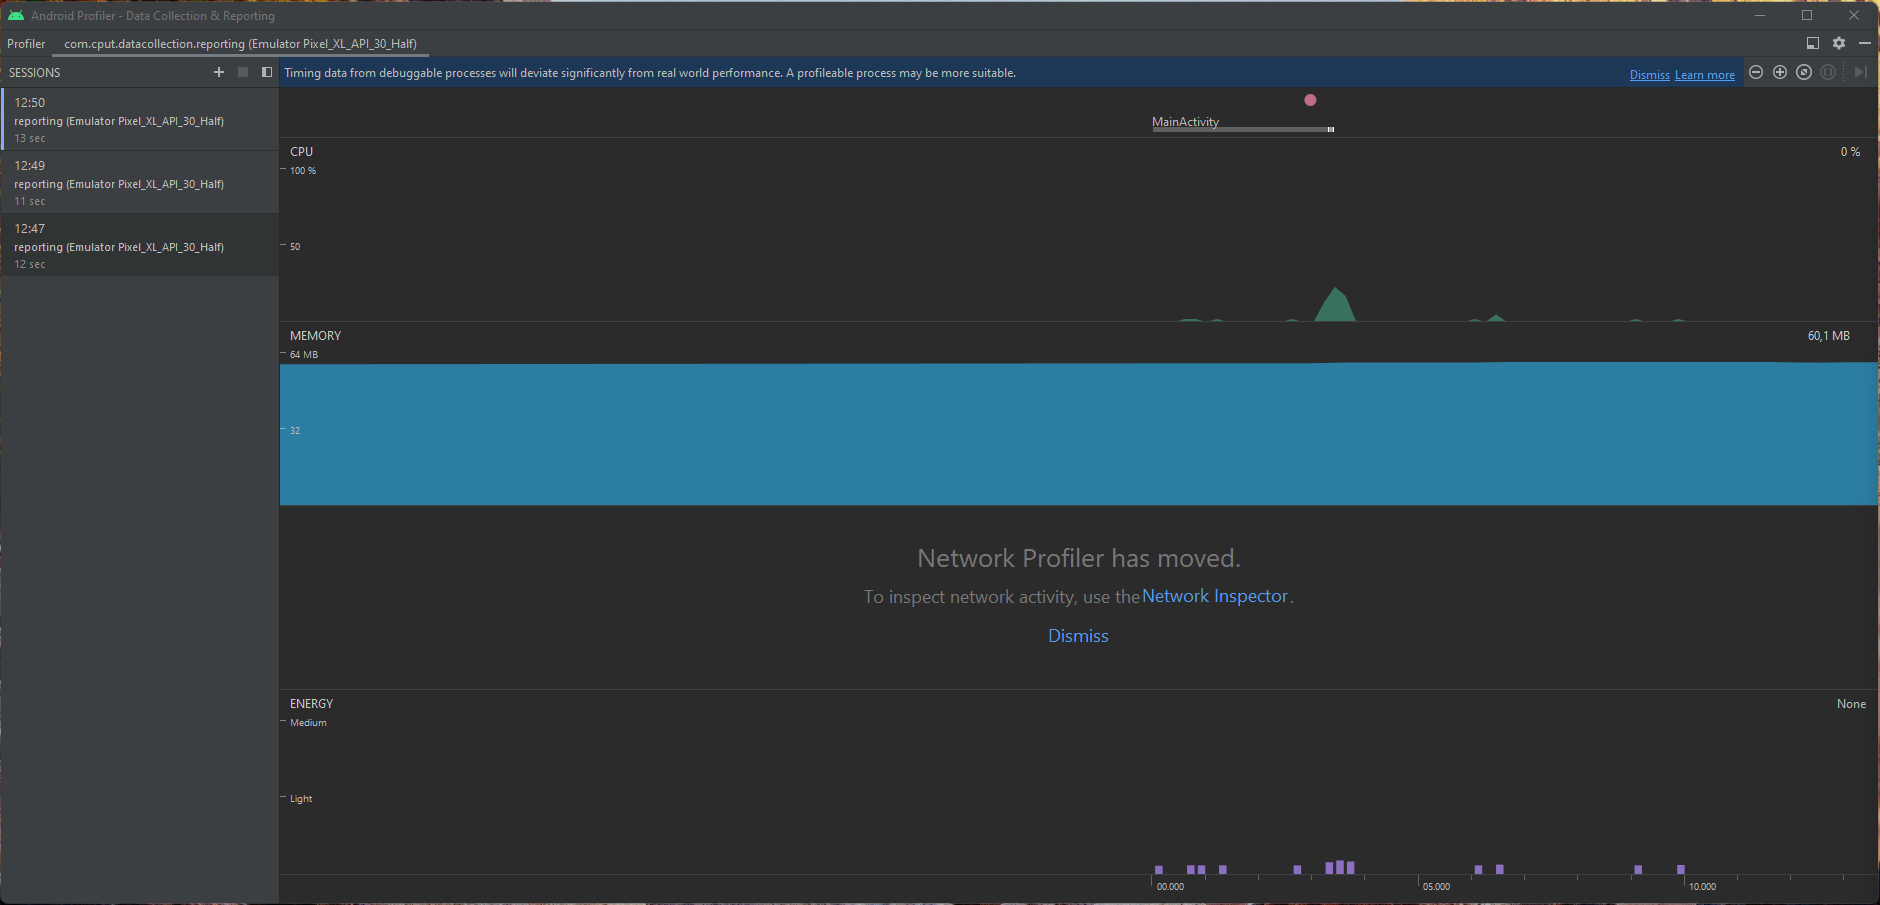 Android Profiler - Data Collection & Reporting
Profiler com.cput.datacollection.reporting (Emulator Pixel_XL_API_30_Half)
SESSIONS
Timing data from debuggable processes will deviate significantly from real world performance. A profileable process may be more suitable.
Dismiss Learn more
12:50
reporting (Emulator Pixel_XL_API_30_Half)
13 sec
12:49
reporting (Emulator Pixel_XL_API_30_Half)
11 sec
12:47
reporting (Emulator Pixel_XL_API_30_Half)
12 sec
MainActivity
CPU 0 %
100 %
50
MEMORY 60,1 MB
64 MB
32
Network Profiler has moved.
To inspect network activity, use the Network Inspector.
Dismiss
ENERGY None
Medium
Light
00.000 05.000 10.000